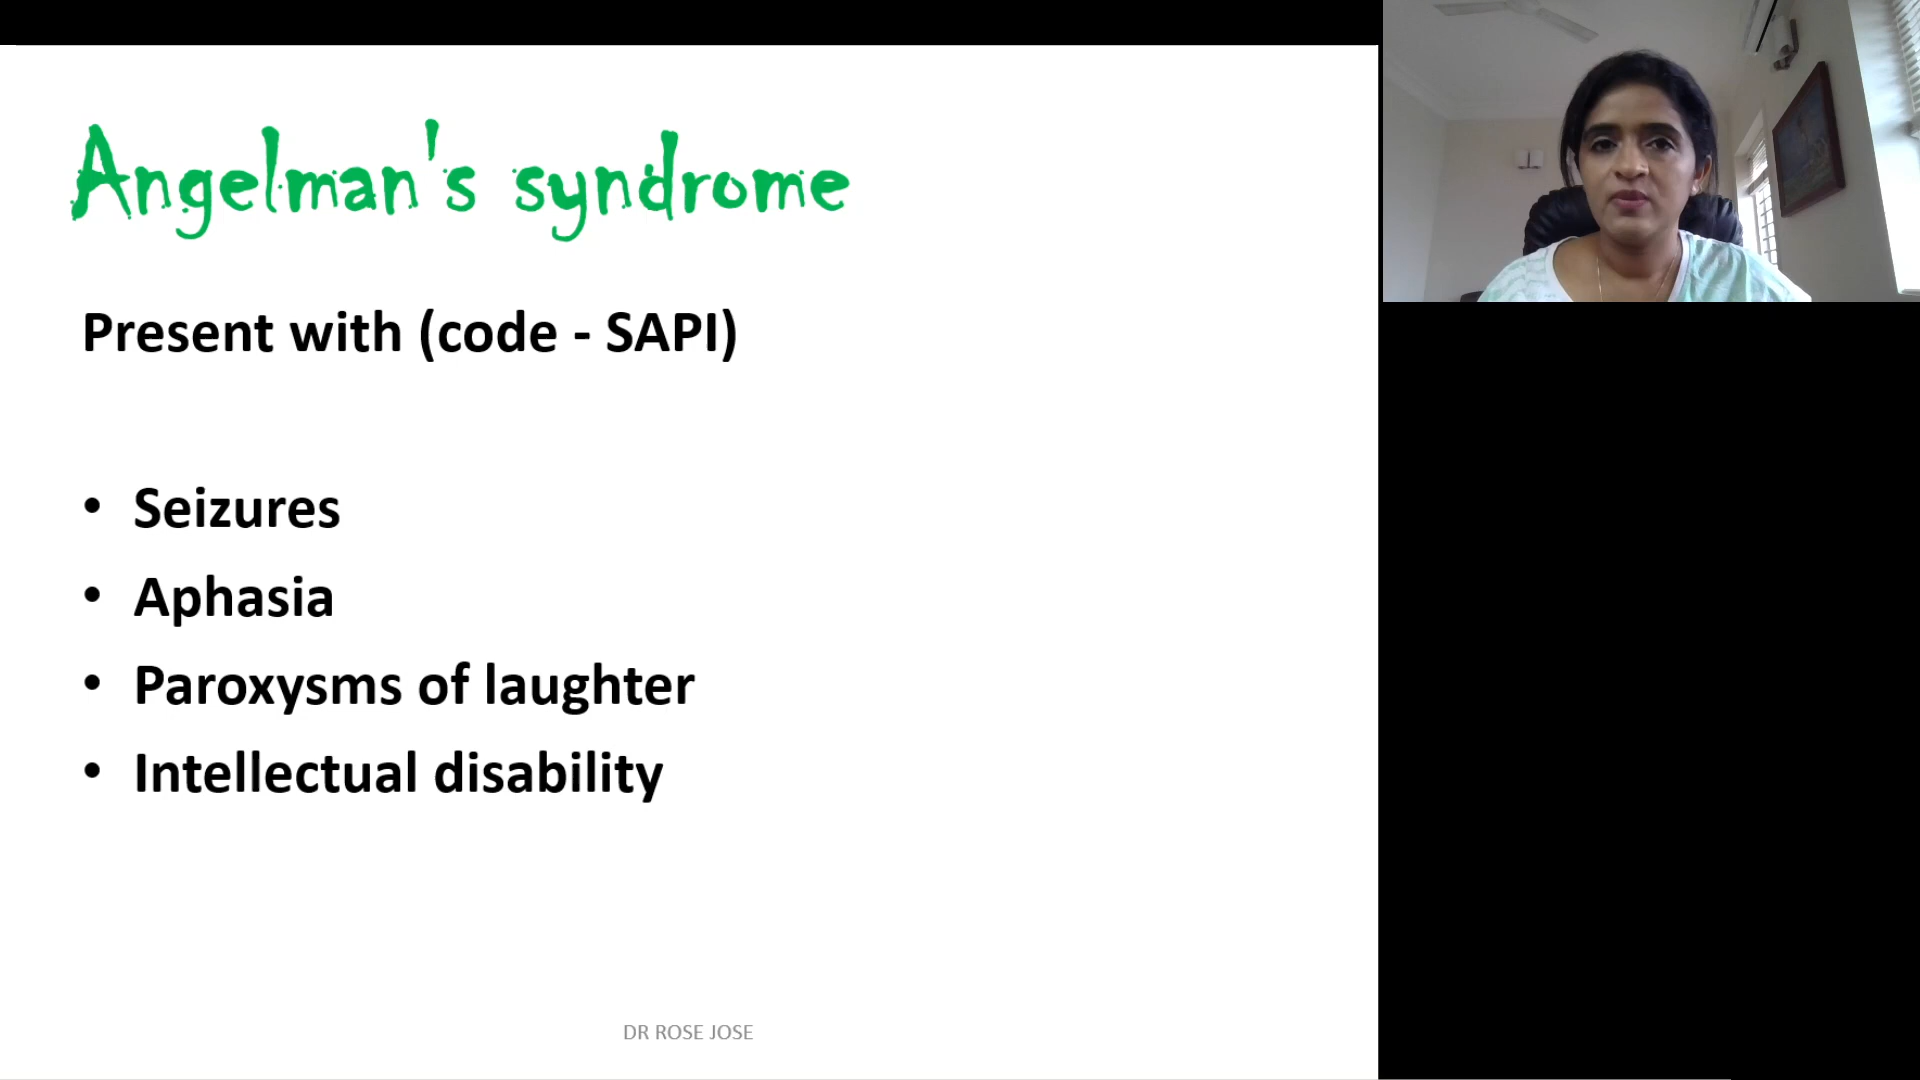 Angelman's syndrome
Present with (code - SAPI)
• Seizures
• Aphasia
• Paroxysms of laughter
• Intellectual disability
DR ROSE JOSE